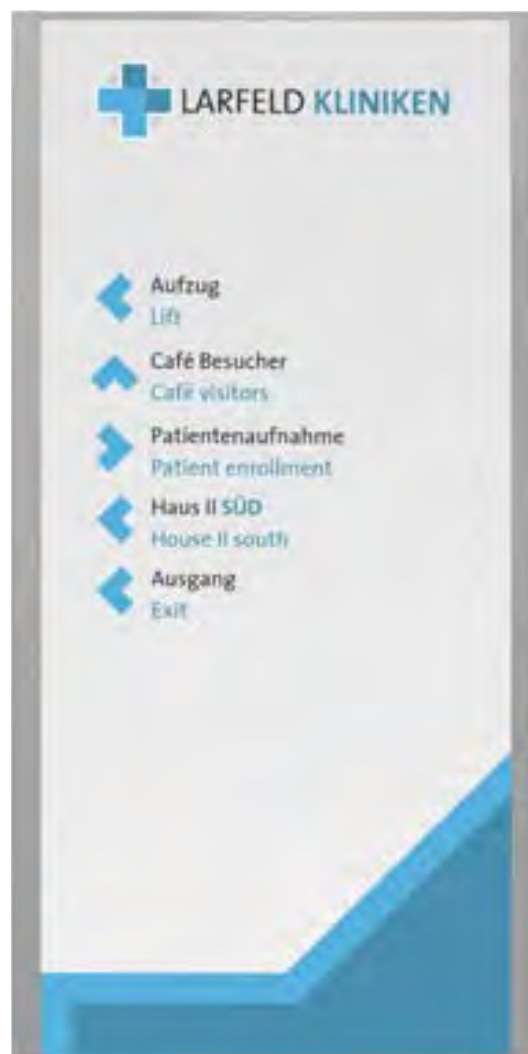 LARFELD KLINIKEN
Aufzug
Lift
Café Besucher
Café visitors
Patientenaufnahme
Patient enrollment
Haus II SÜD
House II south
Ausgang
Exit